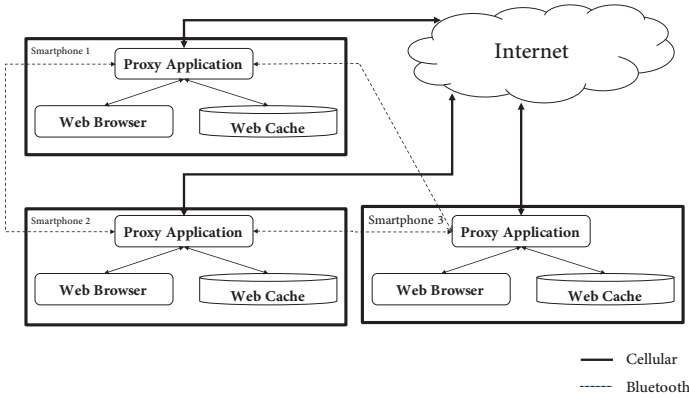 Internet
Smartphone 1
Proxy Application
Web Browser
Web Cache
Smartphone 2
Proxy Application
Web Browser
Web Cache
Smartphone 3
Proxy Application
Web Browser
Web Cache
Cellular
Bluetooth